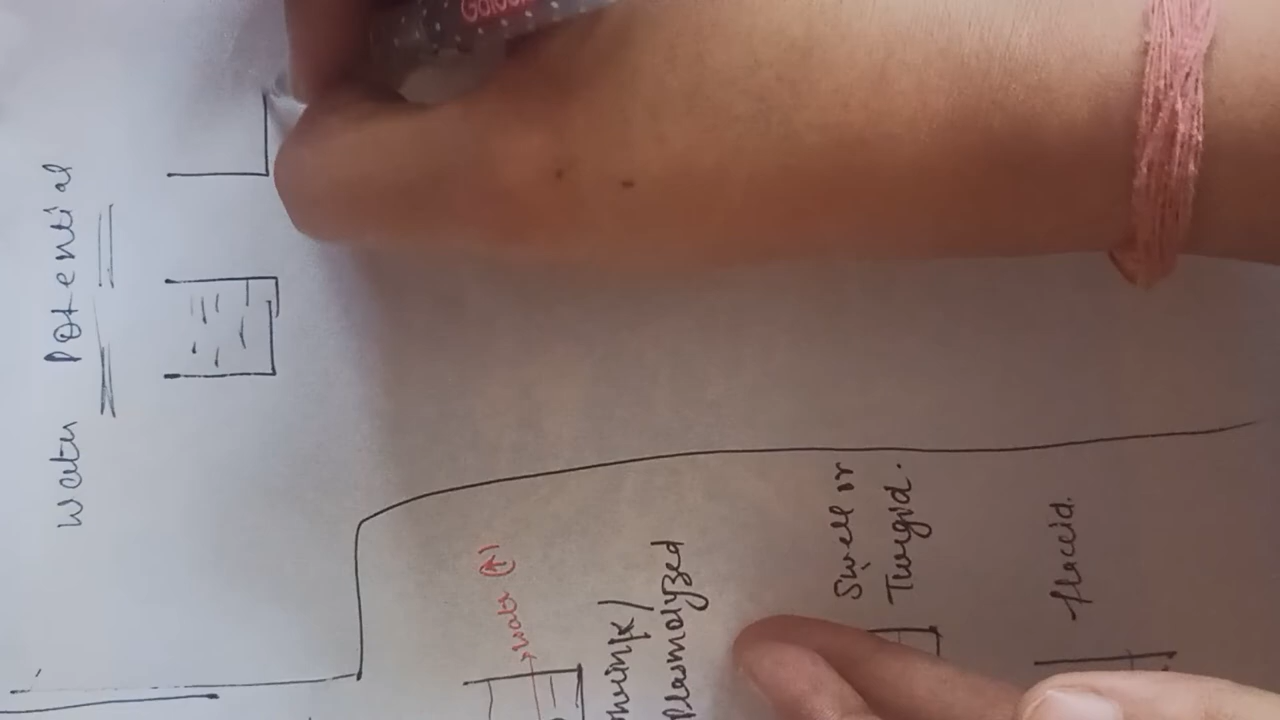 Water Potential
water (↑)
shrink/
Plasmolyzed
Swell or
Turgid.
flaccid.